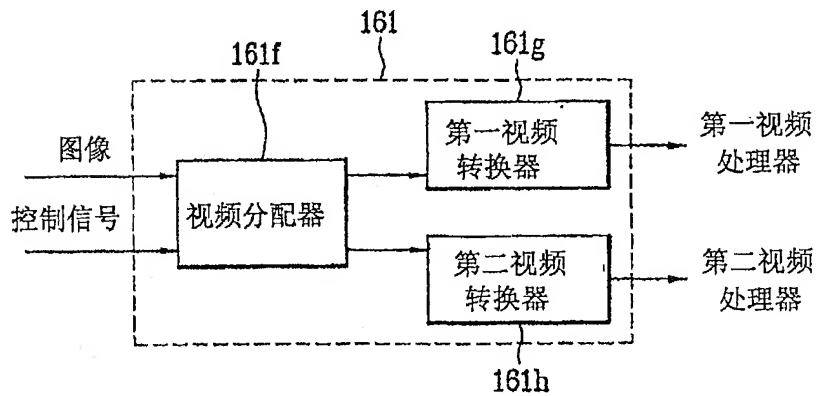 161
161f
161g
图像
控制信号
视频分配器
第一视频
转换器
第一视频
处理器
第二视频
转换器
第二视频
处理器
161h